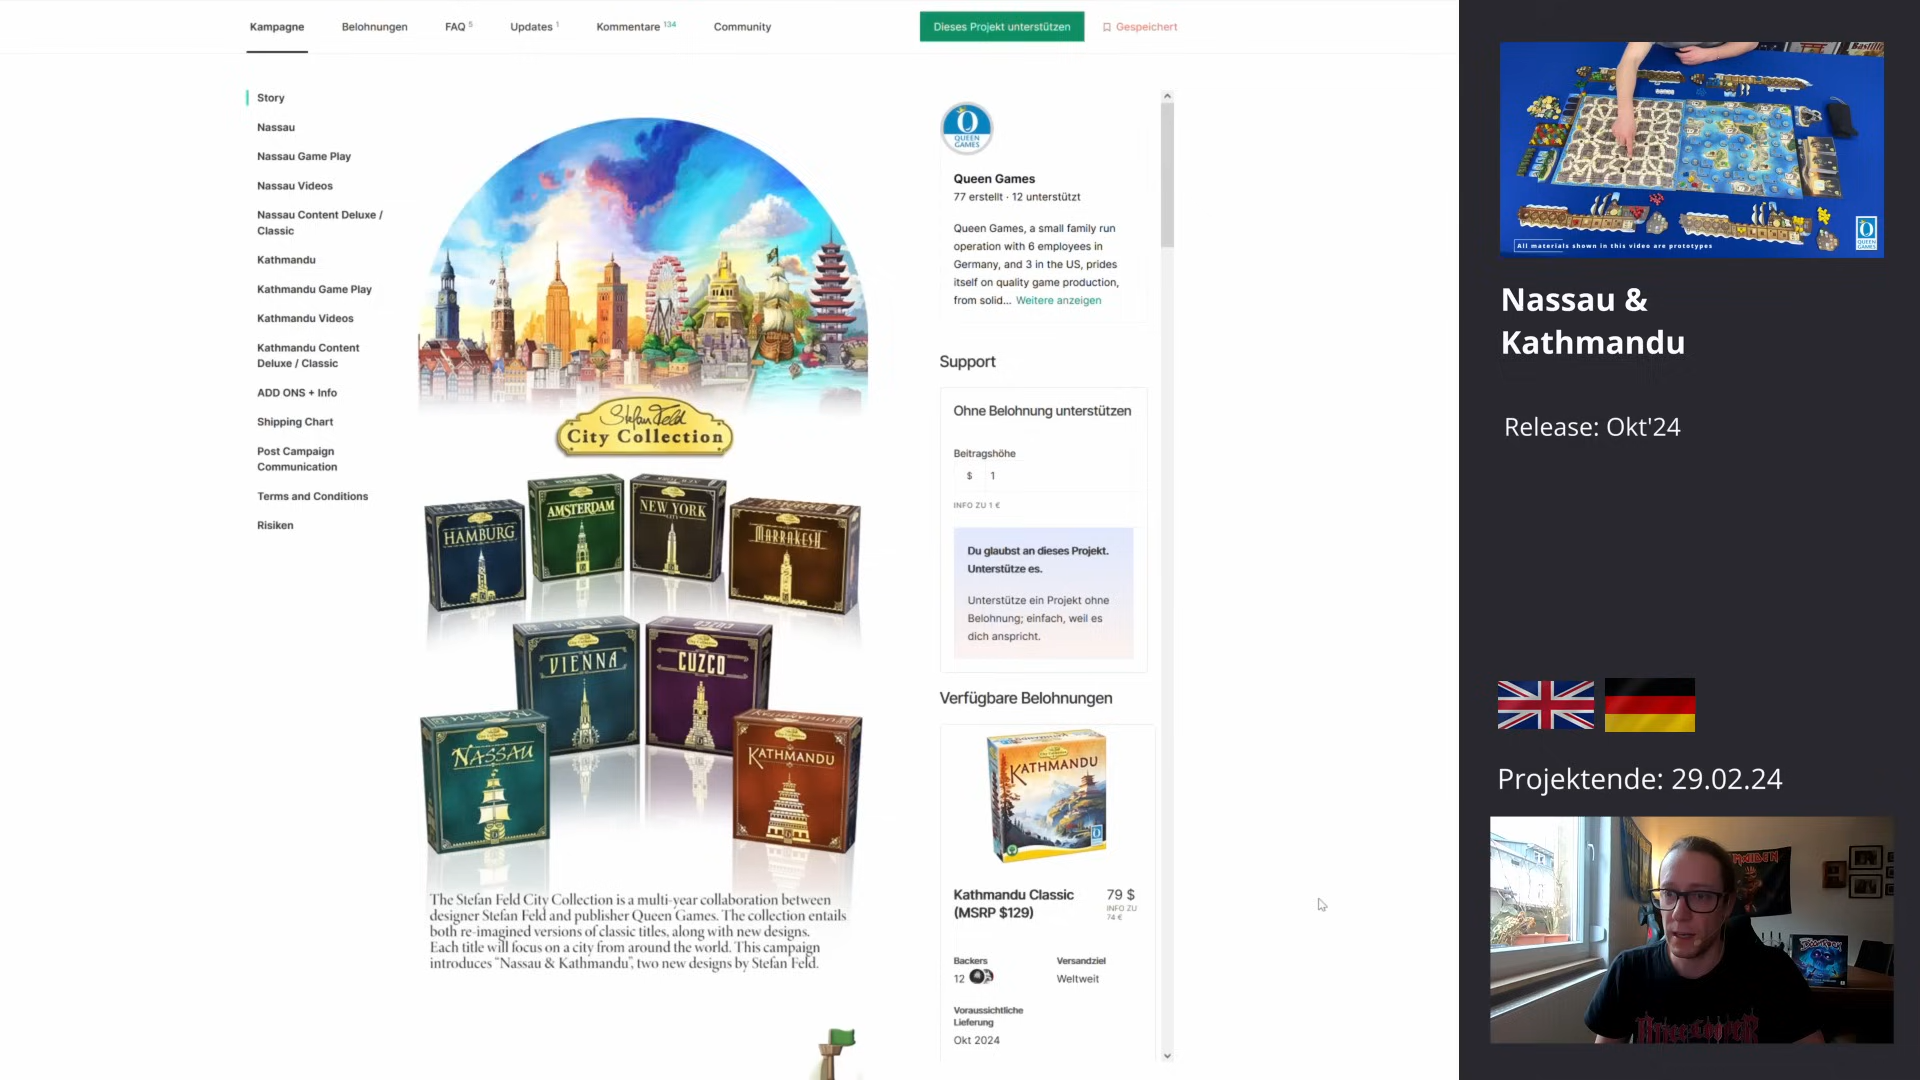 Kampagne
Belohnungen
FAQ 5
Updates 1
Kommentare 134
Community
Dieses Projekt unterstützen
Gespeichert
Story
Nassau
Nassau Game Play
Nassau Videos
Nassau Content Deluxe /
Classic
Kathmandu
Kathmandu Game Play
Kathmandu Videos
Kathmandu Content
Deluxe / Classic
ADD ONS + Info
Shipping Chart
Post Campaign
Communication
Terms and Conditions
Risiken
Stefan Feld
City Collection
HAMBURG
AMSTERDAM
NEW YORK
MARRAKESH
VIENNA
CUZCO
NASSAU
KATHMANDU
The Stefan Feld City Collection is a multi-year collaboration between
designer Stefan Feld and publisher Queen Games. The collection entails
both re-imagined versions of classic titles, along with new designs.
Each title will focus on a city from around the world. This campaign
introduces “Nassau & Kathmandu”, two new designs by Stefan Feld.
QUEEN
GAMES
Queen Games
77 erstellt · 12 unterstützt
Queen Games, a small family run
operation with 6 employees in
Germany, and 3 in the US, prides
itself on quality game production,
from solid... Weitere anzeigen
Support
Ohne Belohnung unterstützen
Beitragshöhe
$ 1
INFO ZU 1 €
Du glaubst an dieses Projekt.
Unterstütze es.
Unterstütze ein Projekt ohne
Belohnung; einfach, weil es
dich anspricht.
Verfügbare Belohnungen
KATHMANDU
Kathmandu Classic
(MSRP $129)
79 $
INFO ZU
74 €
Backers
12
Versandziel
Weltweit
Voraussichtliche
Lieferung
Okt 2024
All materials shown in this video are prototypes
QUEEN
GAMES
Nassau &
Kathmandu
Release: Okt'24
Projektende: 29.02.24
MAIDEN